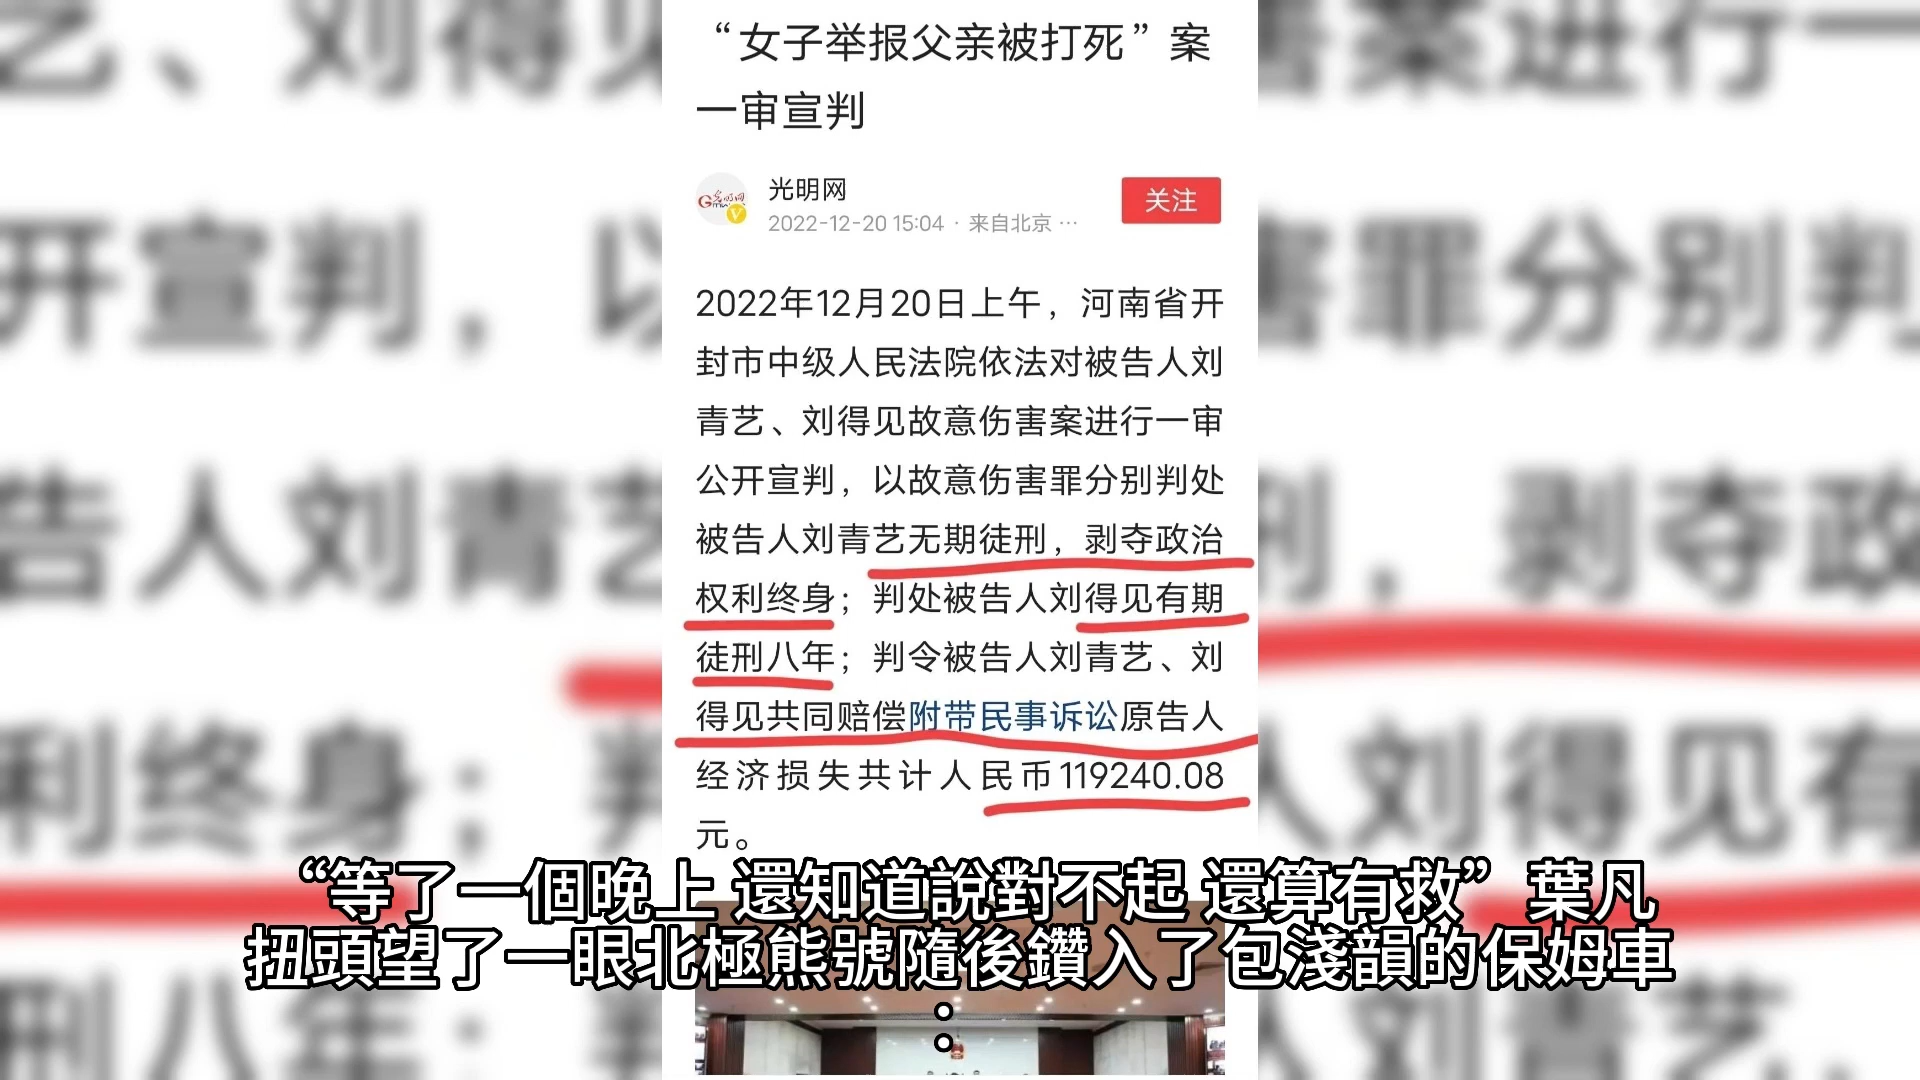 “女子举报父亲被打死”案
一审宣判
光明网
2022-12-20 15:04 · 来自北京 ···
关注
2022年12月20日上午，河南省开
封市中级人民法院依法对被告人刘
青艺、刘得见故意伤害案进行一审
公开宣判，以故意伤害罪分别判处
被告人刘青艺无期徒刑，剥夺政治
权利终身；判处被告人刘得见有期
徒刑八年；判令被告人刘青艺、刘
得见共同赔偿附带民事诉讼原告人
经济损失共计人民币119240.08
元。
“等了一個晚上 還知道說對不起 還算有救”葉凡
扭頭望了一眼北極熊號隨後鑽入了包淺韻的保姆車
：